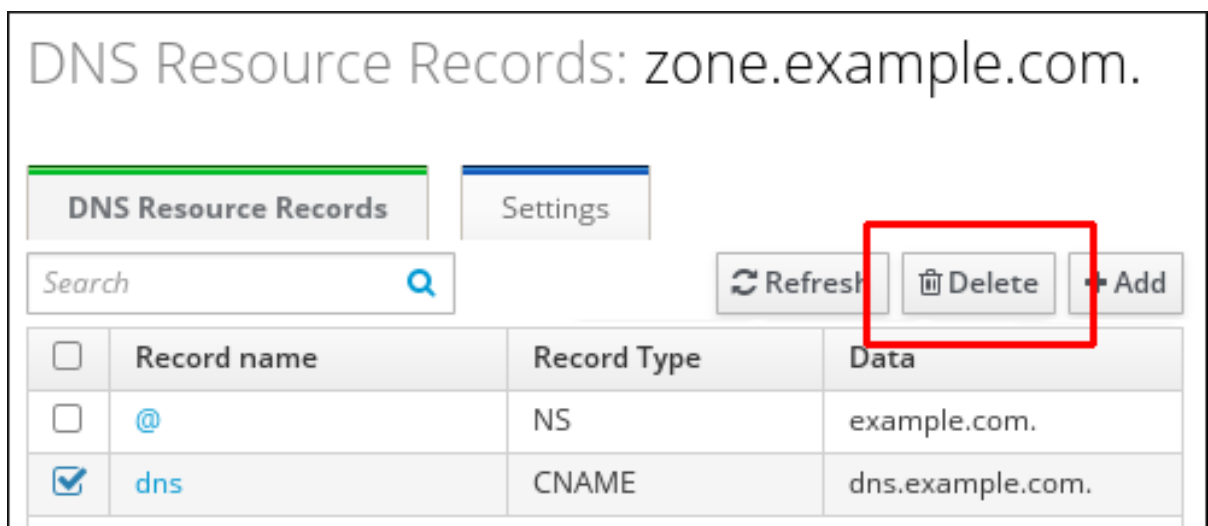 DNS Resource Records: zone.example.com.
DNS Resource Records Settings
Search Refresh Delete Add
Record name Record Type Data
@ NS example.com.
dns CNAME dns.example.com.